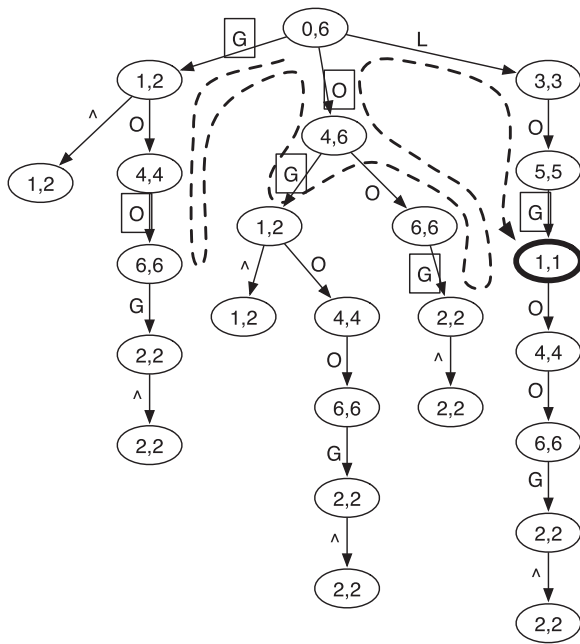 0,6
G L
1,2 O 3,3
^ O 4,6 O
1,2 4,4 G O 5,5
O 1,2 6,6 G
6,6 ^ O G 1,1
G 1,2 4,4 2,2 O
2,2 O ^ 4,4
^ 6,6 2,2 O
2,2 G 6,6
2,2 G
^ 2,2
2,2 ^
2,2